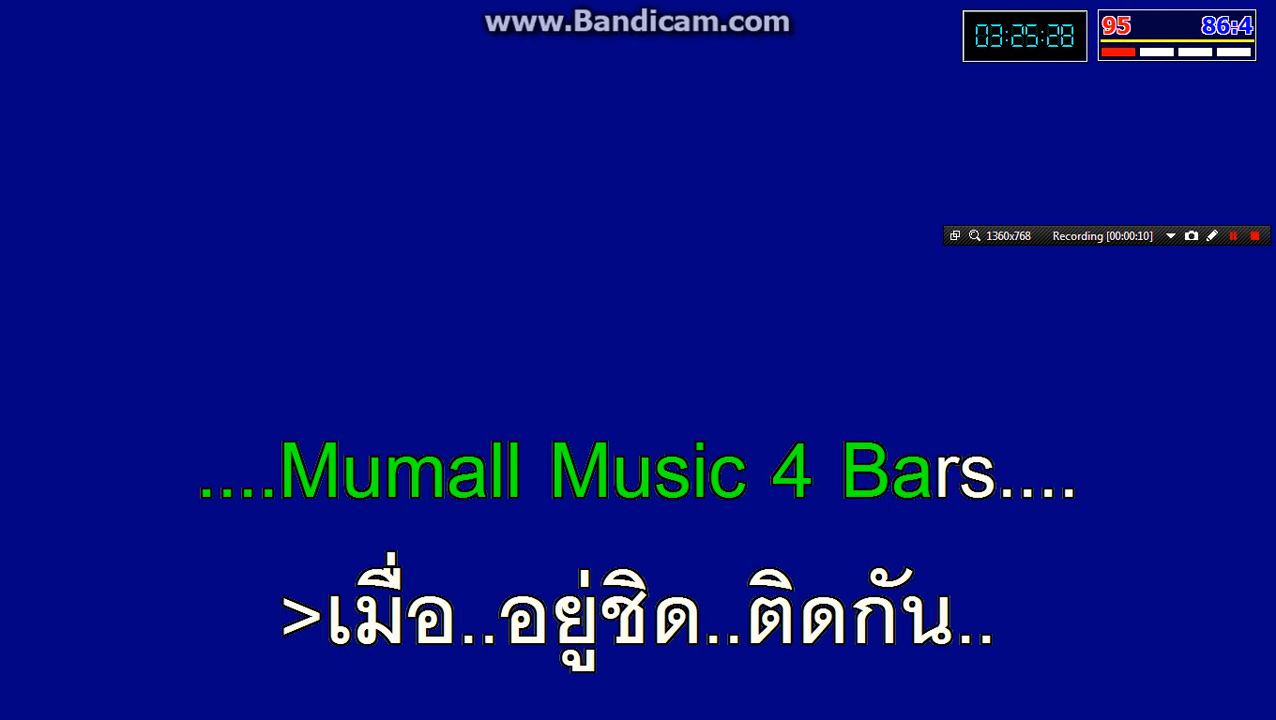 www.Bandicam.com
03:25:28
95 86:4
1360x768 Recording [00:00:10]
....Mumall Music 4 Bars....
>เมื่อ..อยู่ชิด..ติดกัน..